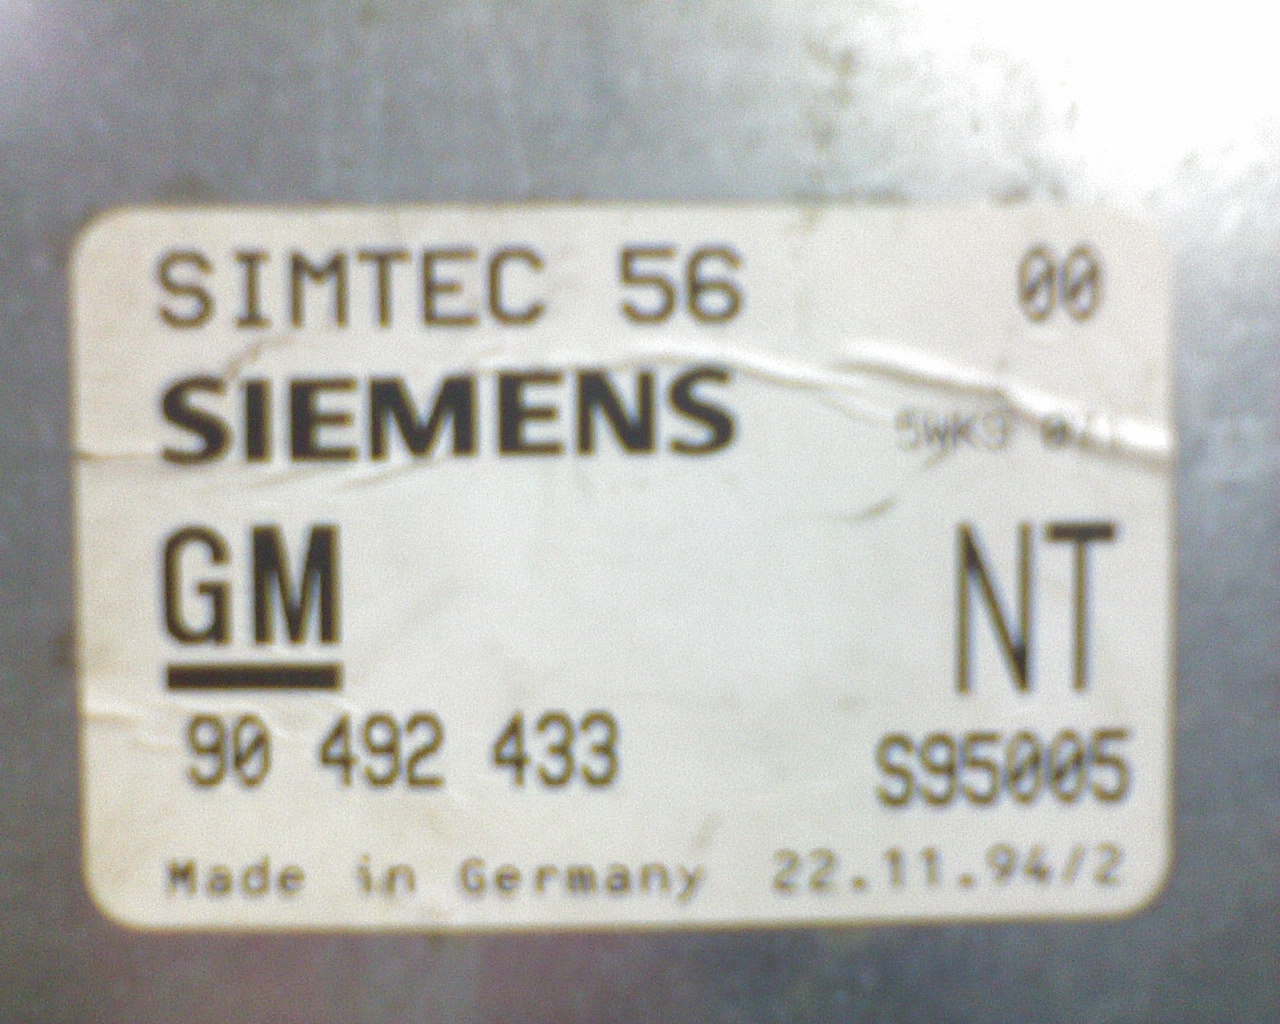 SIMTEC 56 00
SIEMENS
GM NT
90 492 433 S95005
Made in Germany 22.11.94/2